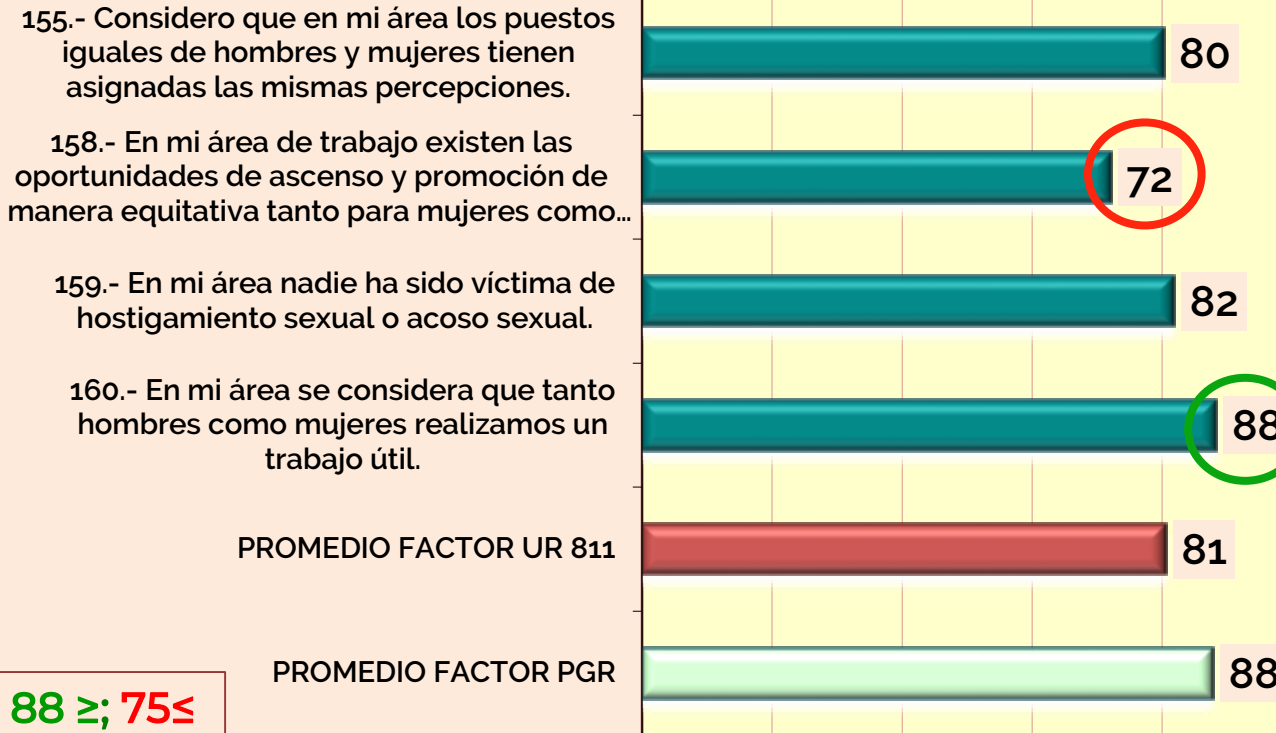 155.- Considero que en mi área los puestos
iguales de hombres y mujeres tienen
asignadas las mismas percepciones.
80
158.- En mi área de trabajo existen las
oportunidades de ascenso y promoción de
manera equitativa tanto para mujeres como…
72
159.- En mi área nadie ha sido víctima de
hostigamiento sexual o acoso sexual.
82
160.- En mi área se considera que tanto
hombres como mujeres realizamos un
trabajo útil.
88
PROMEDIO FACTOR UR 811
81
PROMEDIO FACTOR PGR
88
88 ≥; 75≤